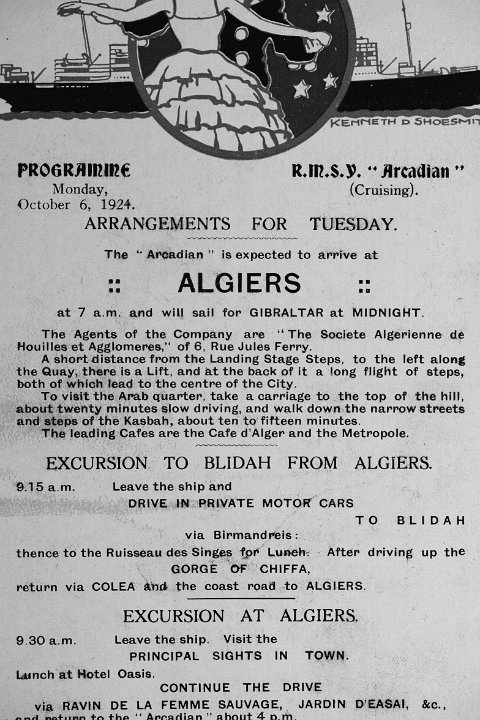 KENNETH D SHOESMIT
PROGRAMME
R.M.S.P. "Arcadian"
Monday,
(Cruising).
October 6, 1924.
ARRANGEMENTS FOR TUESDAY.
The "Arcadian" is expected to arrive at
:: ALGIERS ::
at 7 a.m. and will sail for GIBRALTAR at MIDNIGHT.
The Agents of the Company are "The Societe Algerienne de
Houilles et Agglomeres," of 6, Rue Jules Ferry.
A short distance from the Landing Stage Steps, to the left along
the Quay, there is a Lift, and at the back of it a long flight of steps,
both of which lead to the centre of the City.
To visit the Arab quarter, take a carriage to the top of the hill,
about twenty minutes slow driving, and walk down the narrow streets
and steps of the Kasbah, about ten to fifteen minutes.
The leading Cafes are the Cafe d'Alger and the Metropole.
EXCURSION TO BLIDAH FROM ALGIERS.
9.15 a.m. Leave the ship and
DRIVE IN PRIVATE MOTOR CARS
TO BLIDAH
via Birmandreis:
thence to the Ruisseau des Singes for Lunch. After driving up the
GORGE OF CHIFFA,
return via COLEA and the coast road to ALGIERS.
EXCURSION AT ALGIERS.
9.30 a.m. Leave the ship. Visit the
PRINCIPAL SIGHTS IN TOWN.
Lunch at Hotel Oasis.
CONTINUE THE DRIVE
via RAVIN DE LA FEMME SAUVAGE, JARDIN D'EASAI, &c.,
and return to the "Arcadian" about 4 p.m.